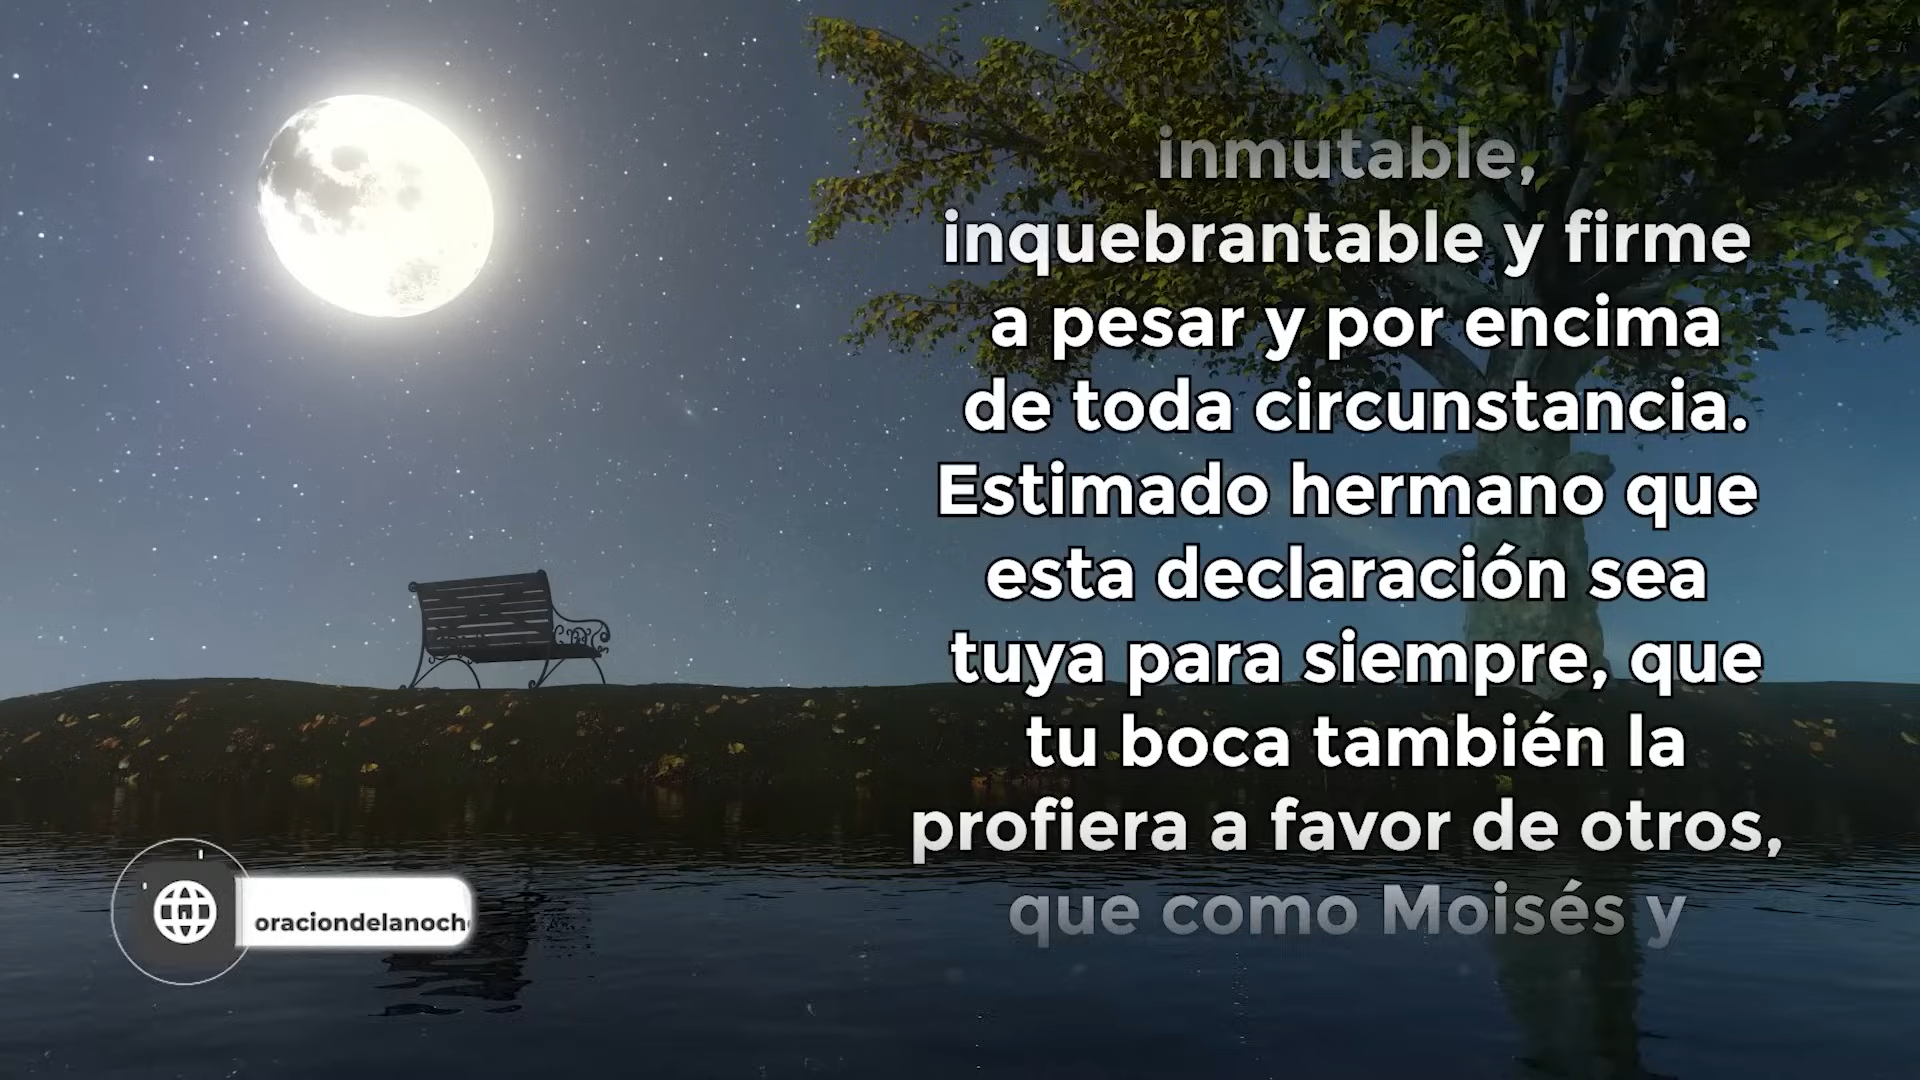 inmutable,
inquebrantable y firme
a pesar y por encima
de toda circunstancia.
Estimado hermano que
esta declaración sea
tuya para siempre, que
tu boca también la
profiera a favor de otros,
que como Moisés y
oraciondelanoch